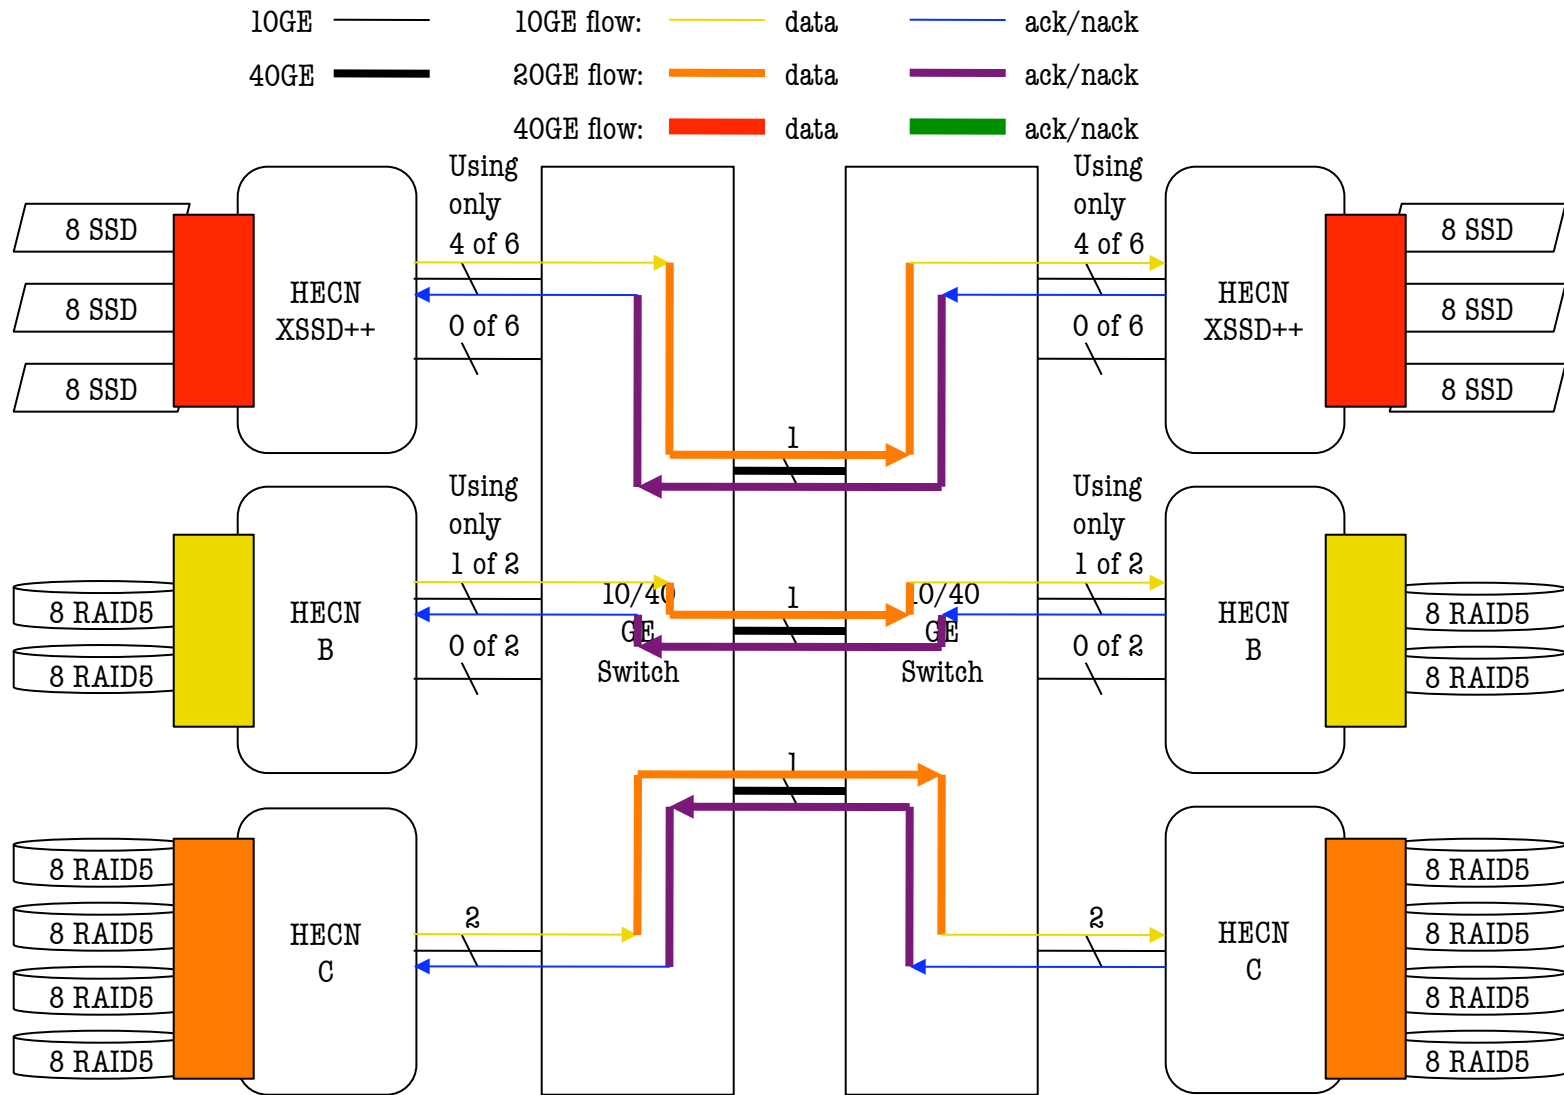 10GE
10GE flow:
data
ack/nack
40GE
20GE flow:
data
ack/nack
40GE flow:
data
ack/nack
Using
only
4 of 6
0 of 6
Using
only
4 of 6
0 of 6
8 SSD
8 SSD
8 SSD
HECN
XSSD++
HECN
XSSD++
8 SSD
8 SSD
8 SSD
1
Using
only
1 of 2
0 of 2
Using
only
1 of 2
0 of 2
8 RAID5
8 RAID5
HECN
B
10/40
GE
Switch
1
10/40
GE
Switch
HECN
B
8 RAID5
8 RAID5
1
8 RAID5
8 RAID5
8 RAID5
8 RAID5
HECN
C
2
2
HECN
C
8 RAID5
8 RAID5
8 RAID5
8 RAID5